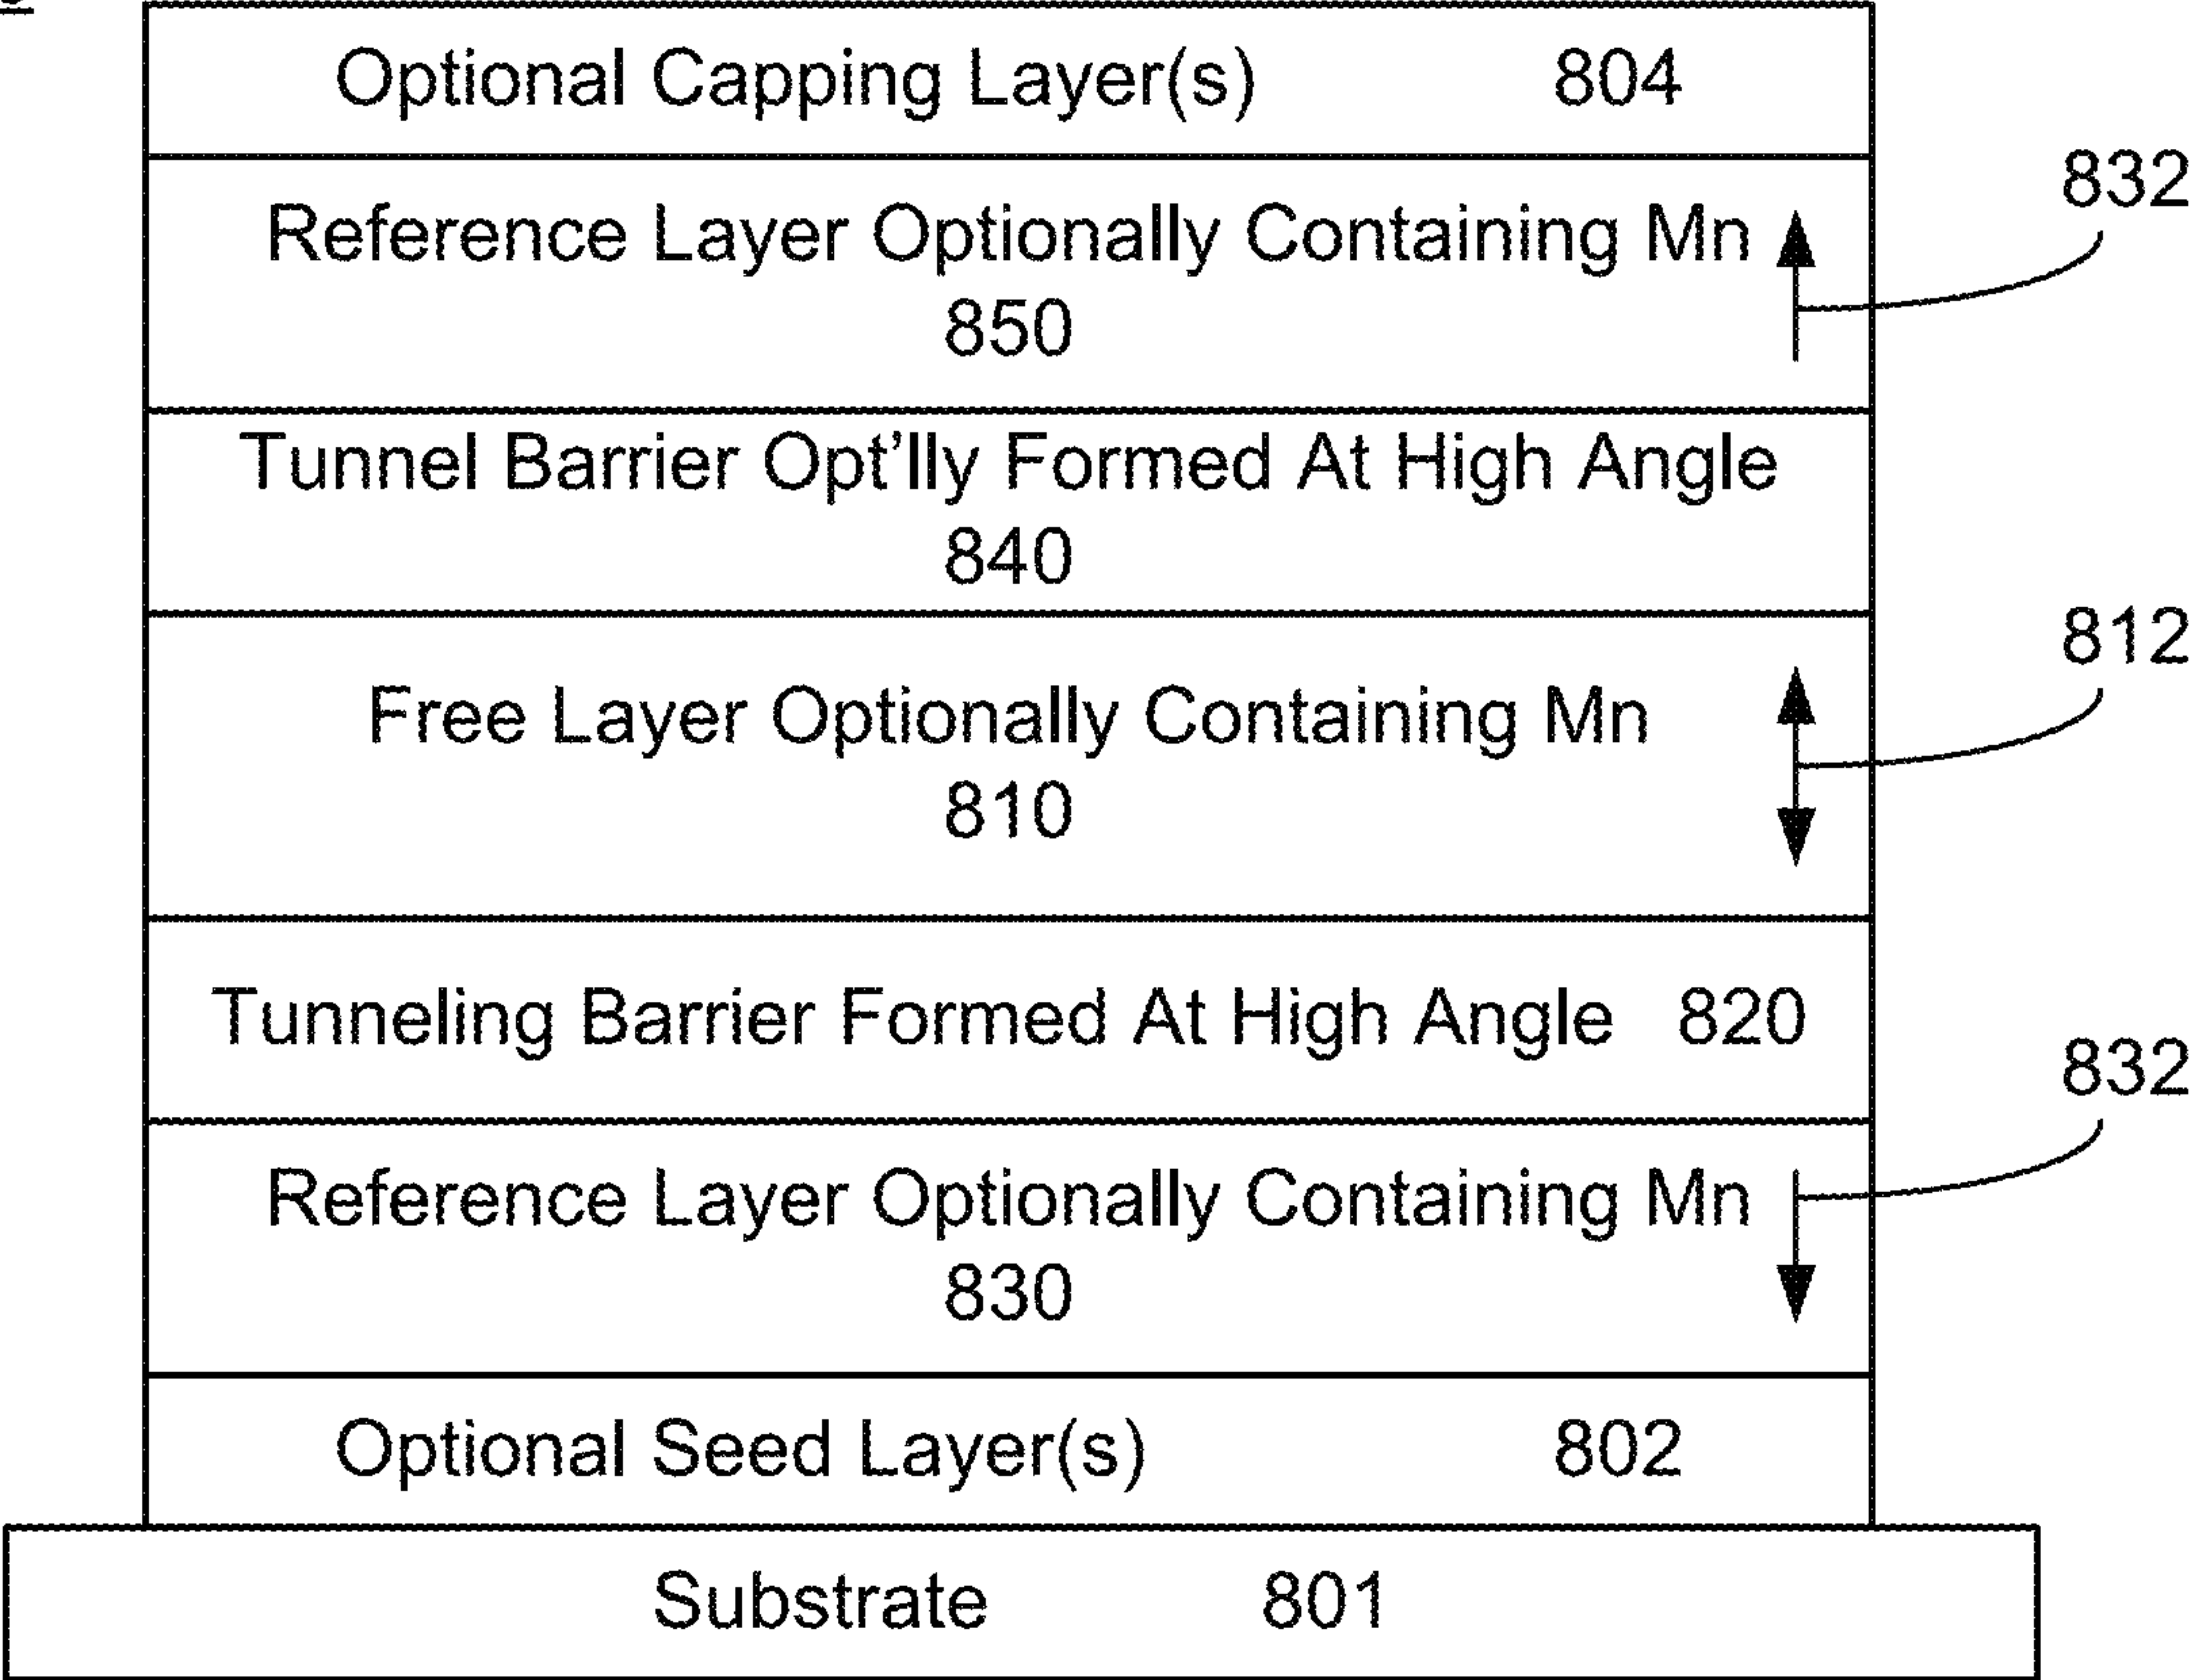 Optional Capping Layer(s) 804
832
Reference Layer Optionally Containing Mn
850
Tunnel Barrier Opt'lly Formed At High Angle
840
812
Free Layer Optionally Containing Mn
810
Tunneling Barrier Formed At High Angle 820
832
Reference Layer Optionally Containing Mn
830
Optional Seed Layer(s) 802
Substrate 801